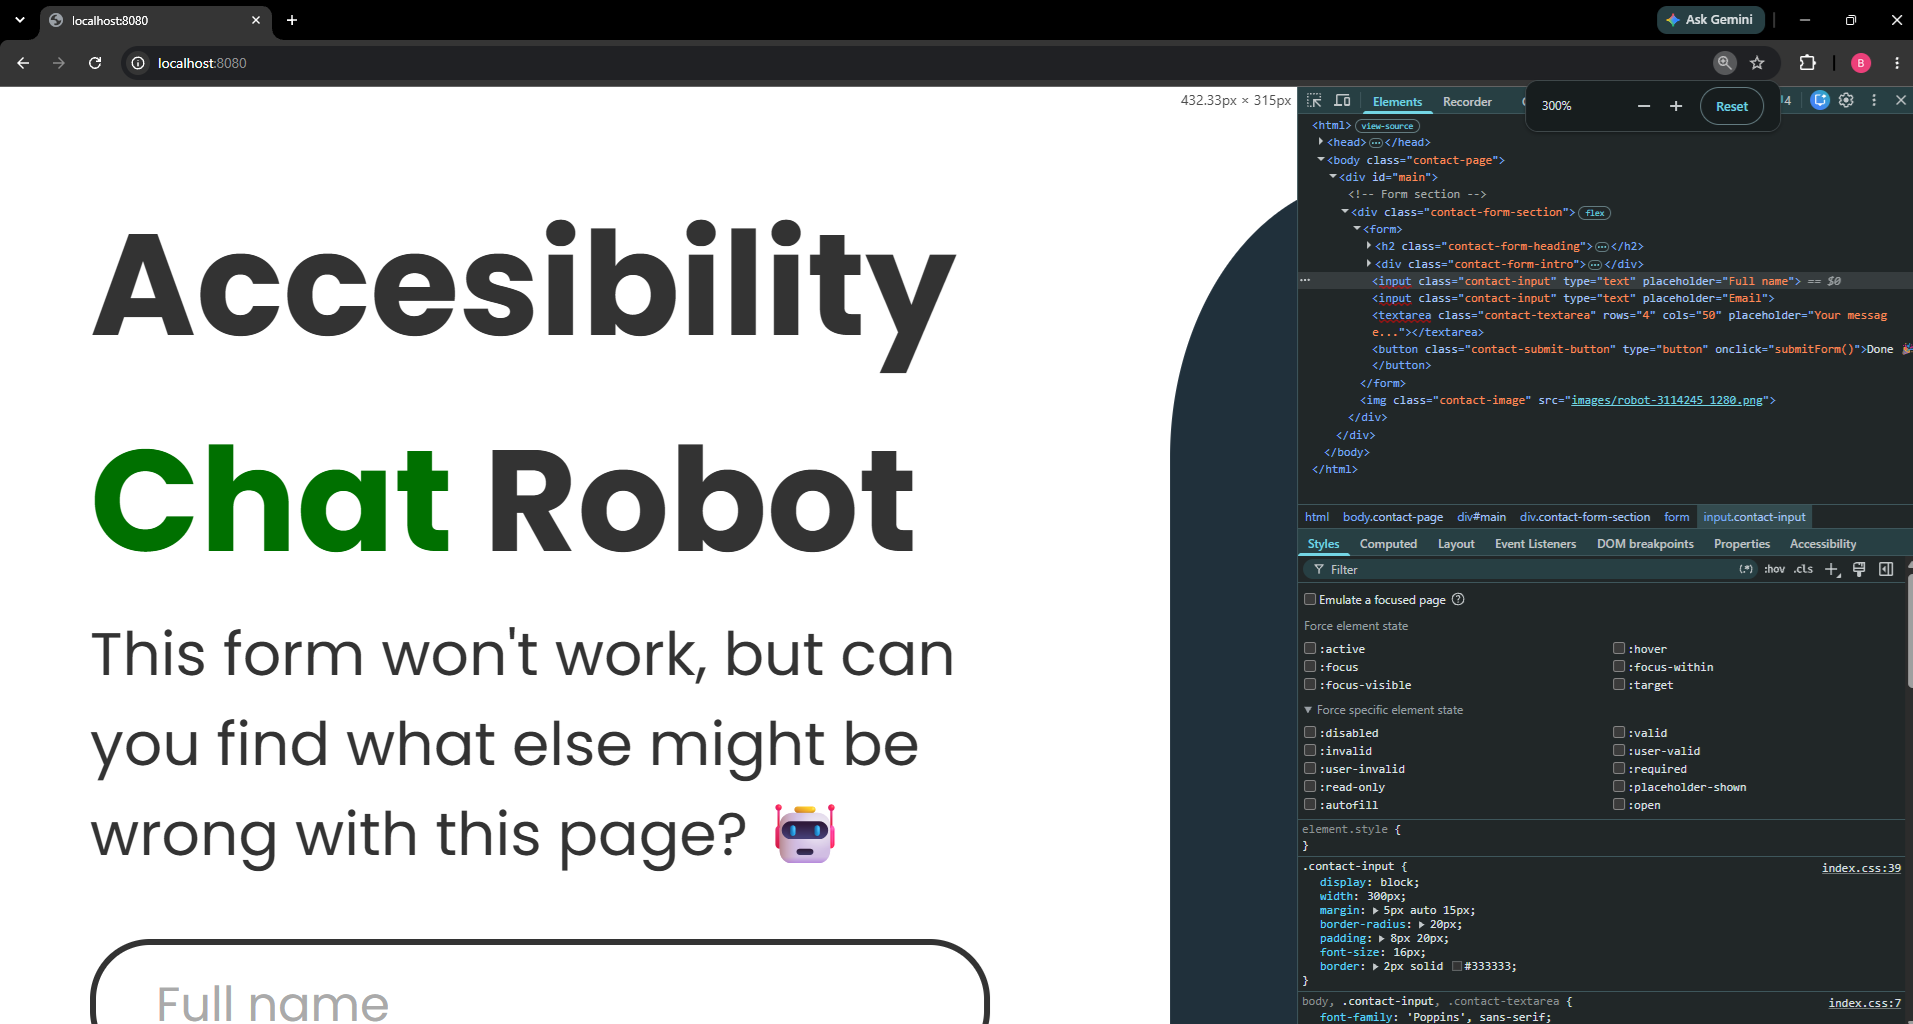 localhost:8080
Ask Gemini
localhost:8080
B
432.33px × 315px
Elements
Recorder
4
300%
Reset
<html> view-source
<head> ⋯ </head>
<body class="contact-page">
<div id="main">
<!-- Form section -->
<div class="contact-form-section"> flex
<form>
<h2 class="contact-form-heading"> ⋯ </h2>
<div class="contact-form-intro"> ⋯ </div>
<input class="contact-input" type="text" placeholder="Full name"> == $0
<input class="contact-input" type="text" placeholder="Email">
<textarea class="contact-textarea" rows="4" cols="50" placeholder="Your messag
e..."></textarea>
<button class="contact-submit-button" type="button" onclick="submitForm()">Done 🎉
</button>
</form>
<img class="contact-image" src="images/robot-3114245_1280.png">
</div>
</div>
</body>
</html>
html body.contact-page div#main div.contact-form-section form input.contact-input
Styles Computed Layout Event Listeners DOM breakpoints Properties Accessibility
Filter
(.*) :hov .cls
Emulate a focused page
Force element state
:active :hover
:focus :focus-within
:focus-visible :target
Force specific element state
:disabled :valid
:invalid :user-valid
:user-invalid :required
:read-only :placeholder-shown
:autofill :open
element.style {
}
.contact-input { index.css:39
display: block;
width: 300px;
margin: 5px auto 15px;
border-radius: 20px;
padding: 8px 20px;
font-size: 16px;
border: 2px solid #333333;
}
body, .contact-input, .contact-textarea { index.css:7
font-family: 'Poppins', sans-serif;
Accesibility
Chat Robot
This form won't work, but can
you find what else might be
wrong with this page? 🤖
Full name